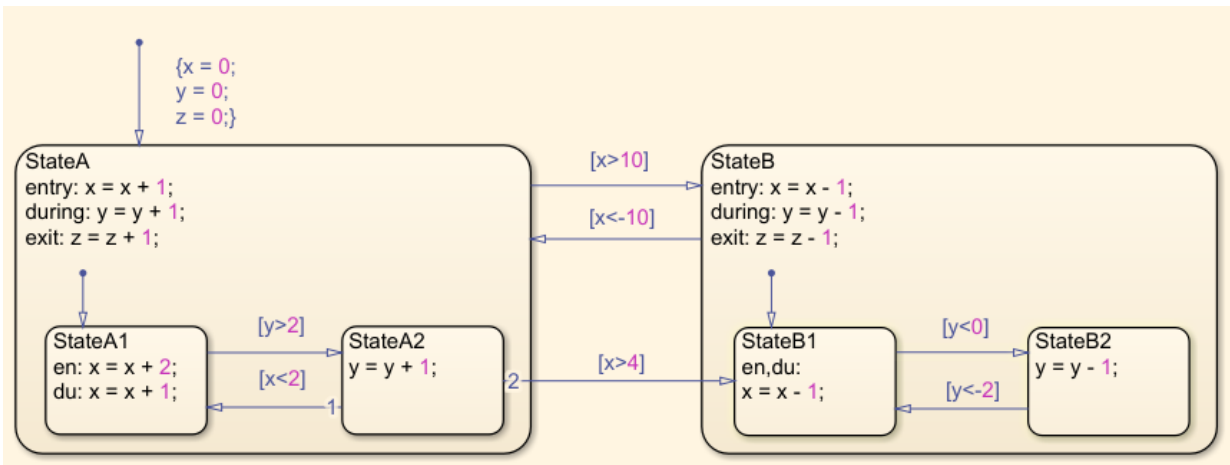 {x = 0;
y = 0;
z = 0;}
StateA
entry: x = x + 1;
during: y = y + 1;
exit: z = z + 1;
[x>10]
[x<-10]
StateB
entry: x = x - 1;
during: y = y - 1;
exit: z = z - 1;
StateA1
en: x = x + 2;
du: x = x + 1;
[y>2]
[x<2]
1
StateA2
y = y + 1;
2
[x>4]
StateB1
en,du:
x = x - 1;
[y<0]
[y<-2]
StateB2
y = y - 1;